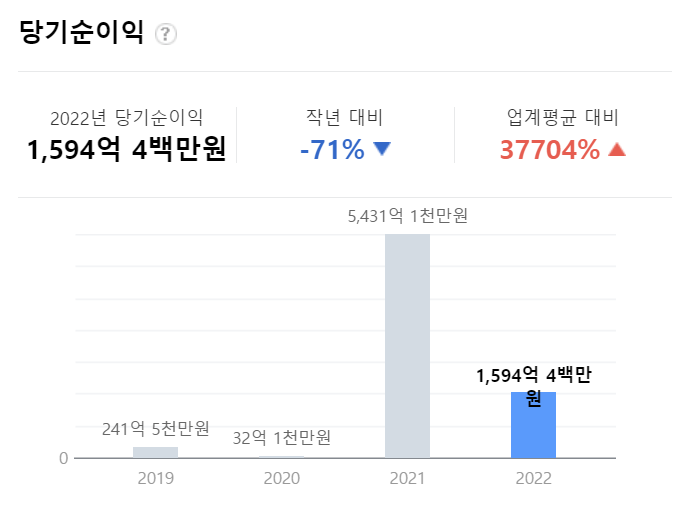 당기순이익 ?
2022년 당기순이익
1,594억 4백만원
작년 대비
-71% ▼
업계평균 대비
37704% ▲
5,431억 1천만원
1,594억 4백만
원
241억 5천만원
32억 1천만원
0
2019 2020 2021 2022